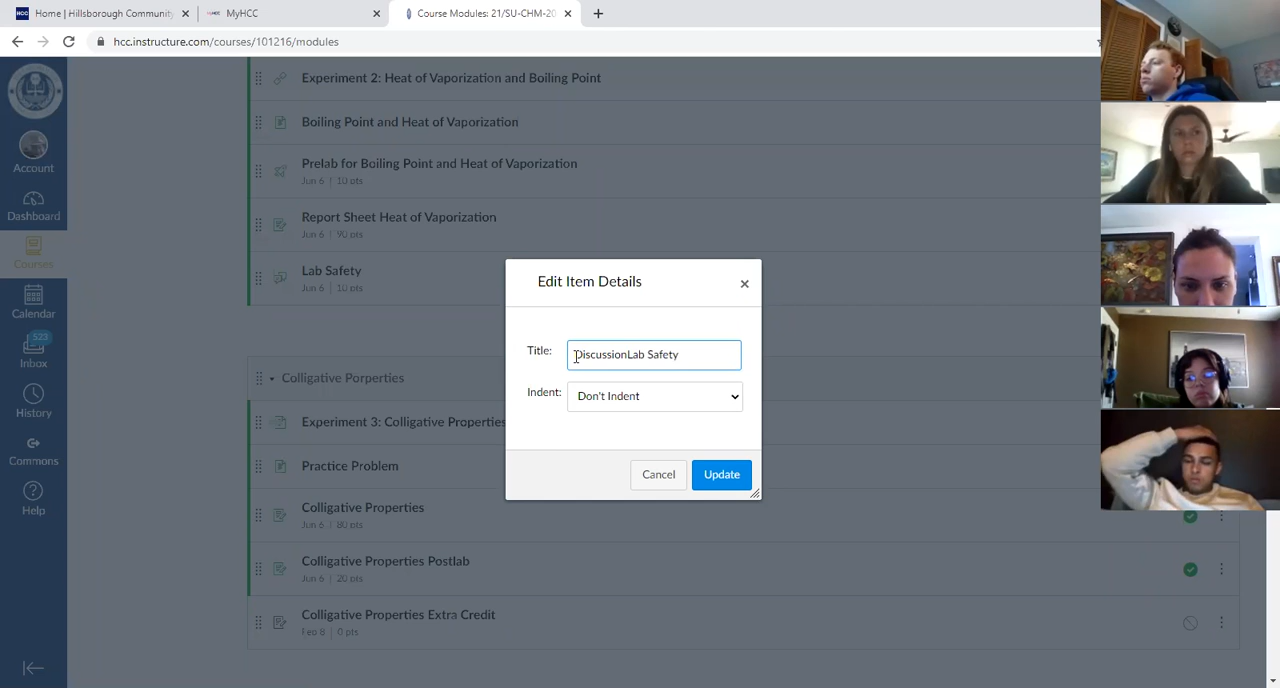 Home | Hillsborough Community
MyHCC
Course Modules: 21/SU-CHM-20
hcc.instructure.com/courses/101216/modules
Account
Dashboard
Courses
Calendar
523
Inbox
History
Commons
Help
Experiment 2: Heat of Vaporization and Boiling Point
Boiling Point and Heat of Vaporization
Prelab for Boiling Point and Heat of Vaporization
Jun 6 | 10 pts
Report Sheet Heat of Vaporization
Jun 6 | 90 pts
Lab Safety
Jun 6 | 10 pts
Edit Item Details
Title:
DiscussionLab Safety
Indent:
Don't Indent
Cancel
Update
Colligative Porperties
Experiment 3: Colligative Properties
Practice Problem
Colligative Properties
Jun 6 | 80 pts
Colligative Properties Postlab
Jun 6 | 20 pts
Colligative Properties Extra Credit
Feb 8 | 0 pts